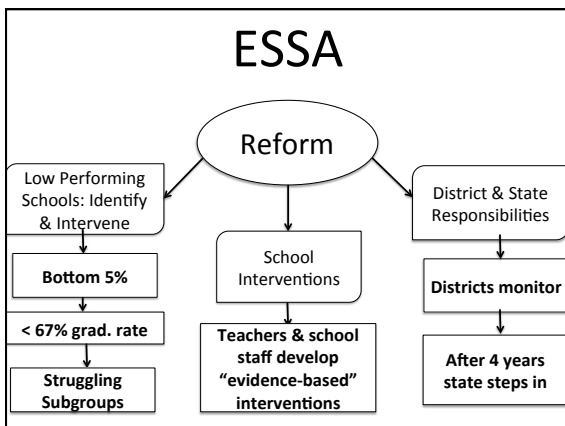 ESSA
Reform
Low Performing
Schools: Identify
& Intervene
Bottom 5%
< 67% grad. rate
Struggling
Subgroups
School
Interventions
Teachers & school
staff develop
“evidence-based”
interventions
District & State
Responsibilities
Districts monitor
After 4 years
state steps in